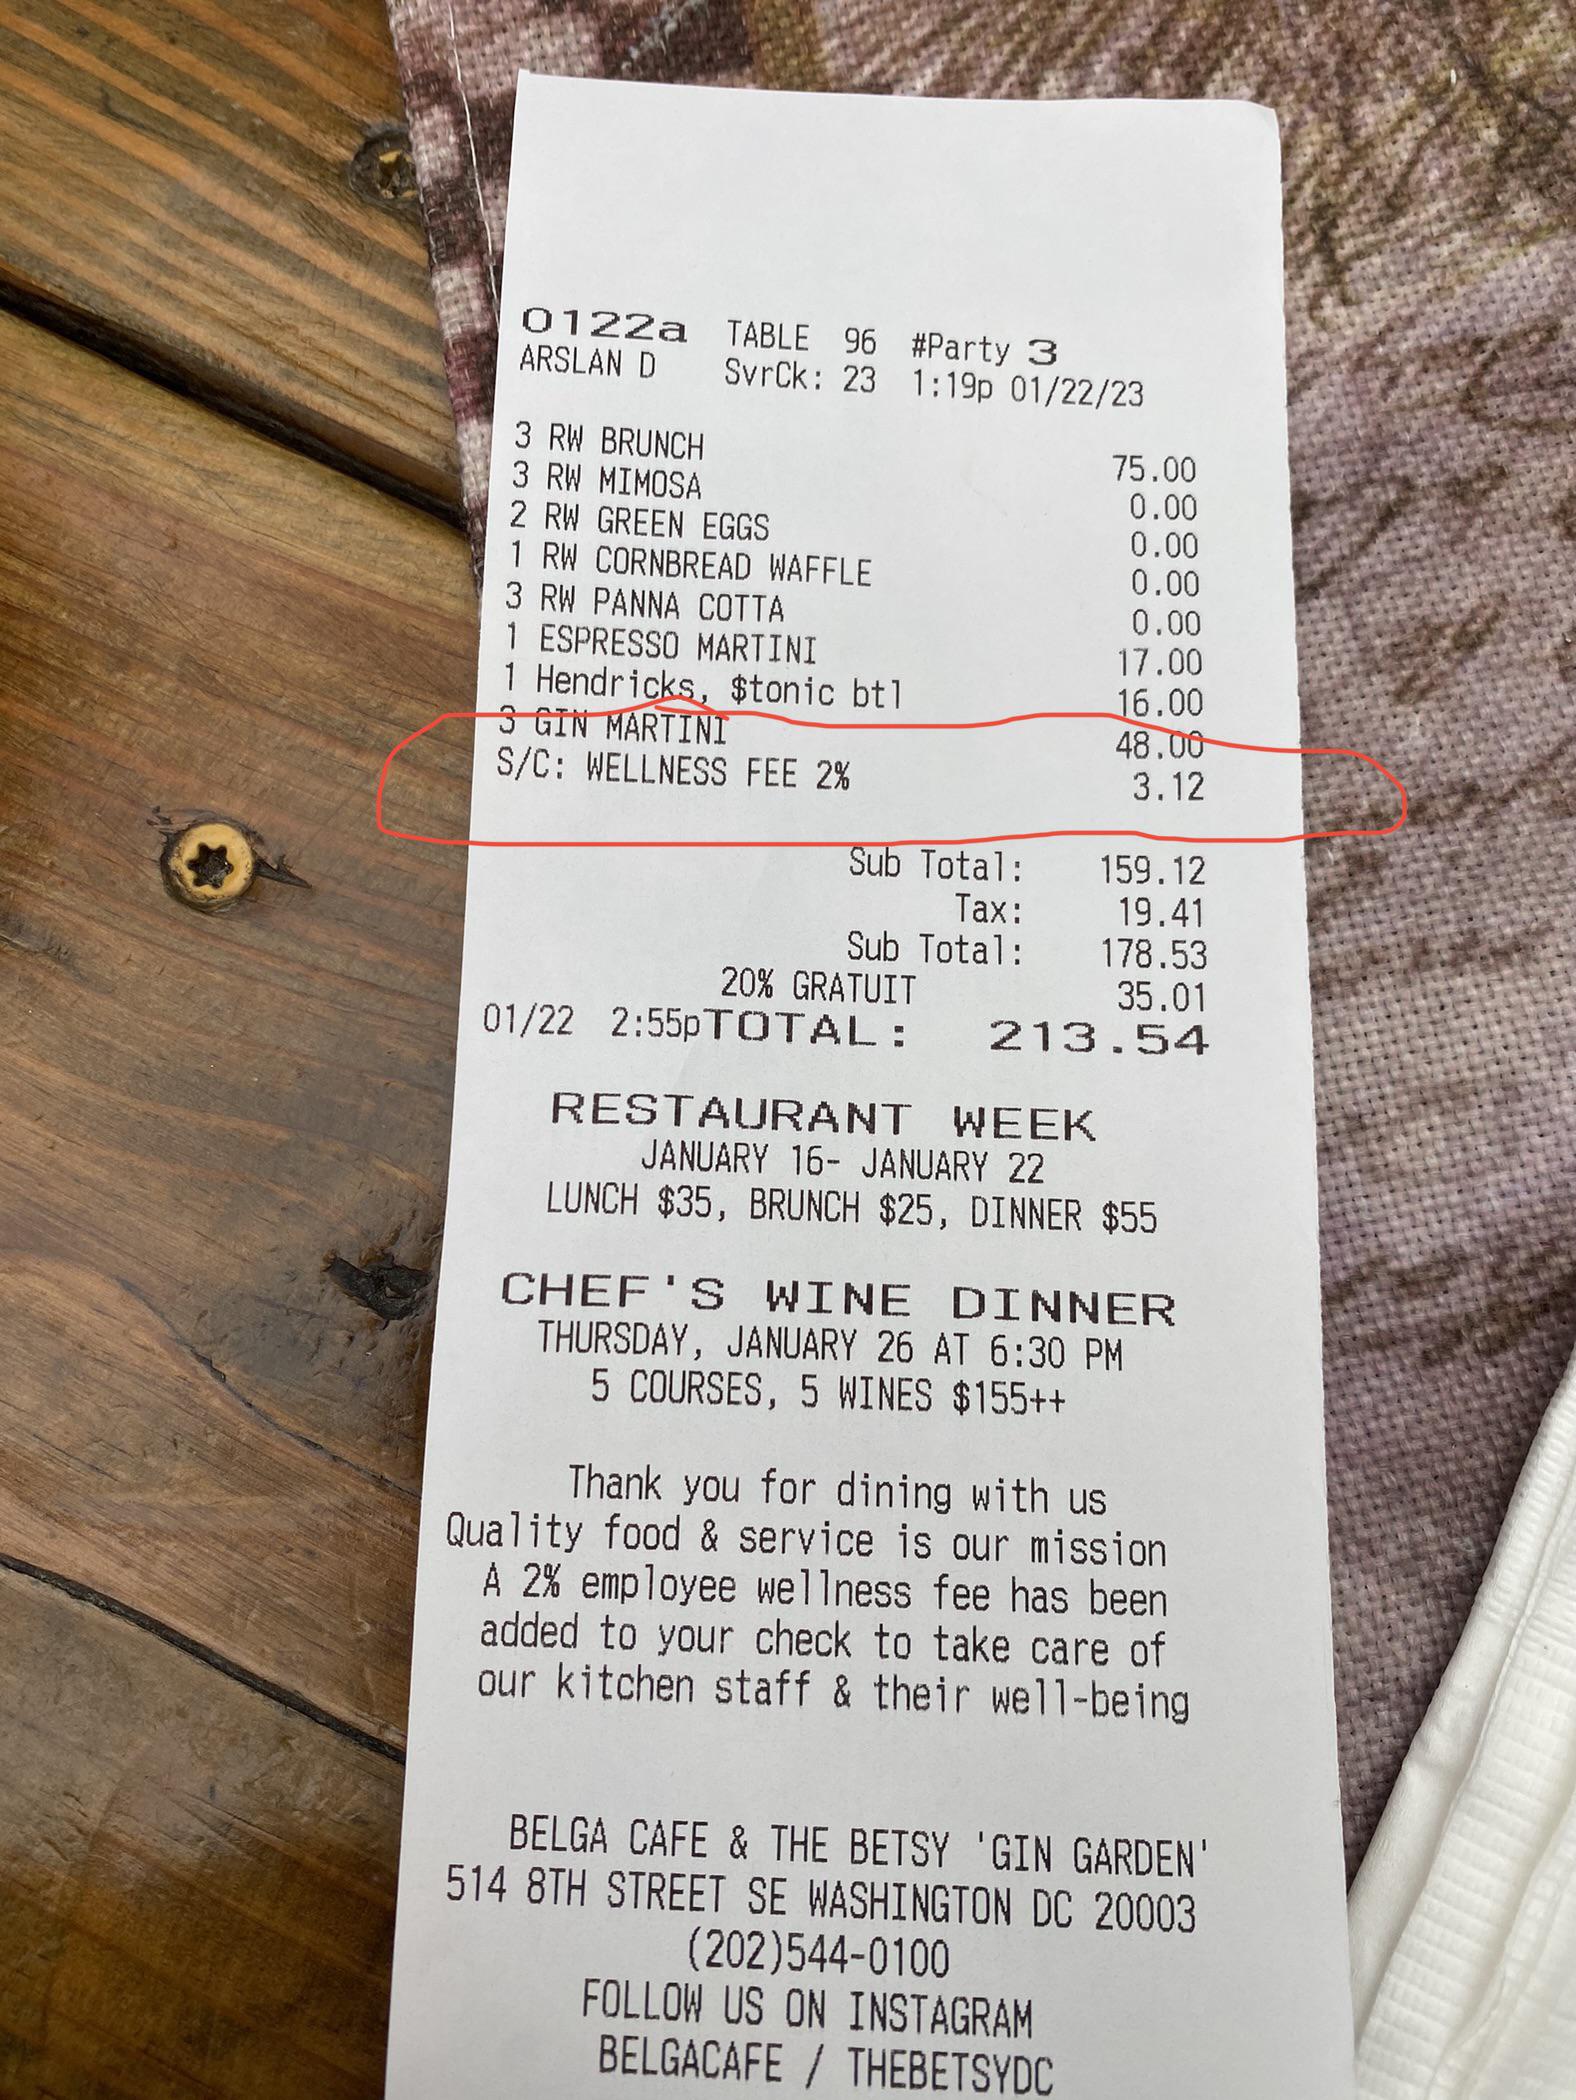 0122a TABLE 96 #Party 3
ARSLAN D SvrCk: 23 1:19p 01/22/23
3 RW BRUNCH 75.00
3 RW MIMOSA 0.00
2 RW GREEN EGGS 0.00
1 RW CORNBREAD WAFFLE 0.00
3 RW PANNA COTTA 0.00
1 ESPRESSO MARTINI 17.00
1 Hendricks, $tonic btl 16.00
3 GIN MARTINI 48.00
S/C: WELLNESS FEE 2% 3.12
Sub Total: 159.12
Tax: 19.41
Sub Total: 178.53
20% GRATUIT 35.01
01/22 2:55pTOTAL: 213.54
RESTAURANT WEEK
JANUARY 16- JANUARY 22
LUNCH $35, BRUNCH $25, DINNER $55
CHEF'S WINE DINNER
THURSDAY, JANUARY 26 AT 6:30 PM
5 COURSES, 5 WINES $155++
Thank you for dining with us
Quality food & service is our mission
A 2% employee wellness fee has been
added to your check to take care of
our kitchen staff & their well-being
BELGA CAFE & THE BETSY 'GIN GARDEN'
514 8TH STREET SE WASHINGTON DC 20003
(202)544-0100
FOLLOW US ON INSTAGRAM
BELGACAFE / THEBETSYDC